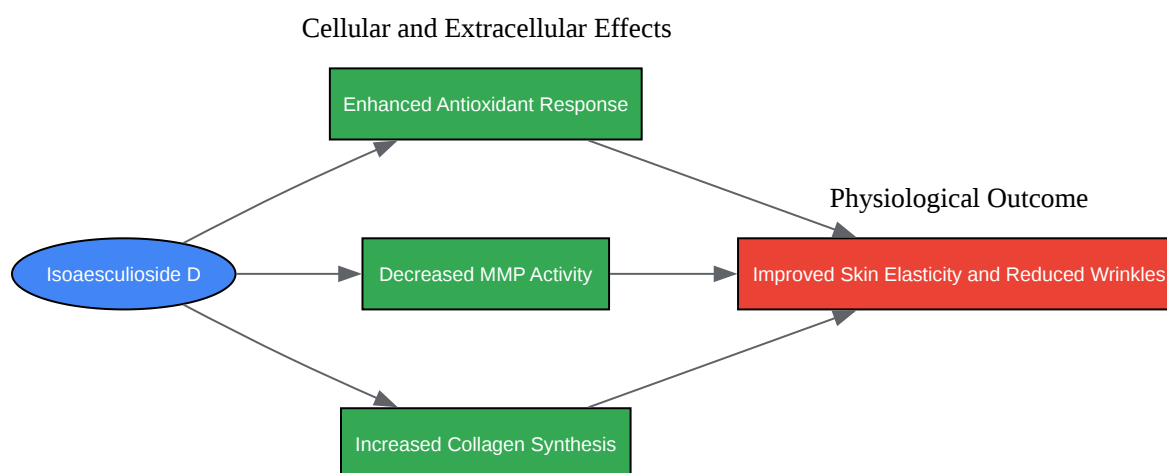 Cellular and Extracellular Effects
Enhanced Antioxidant Response
Physiological Outcome
Isoaesculioside D
Decreased MMP Activity
Improved Skin Elasticity and Reduced Wrinkles
Increased Collagen Synthesis